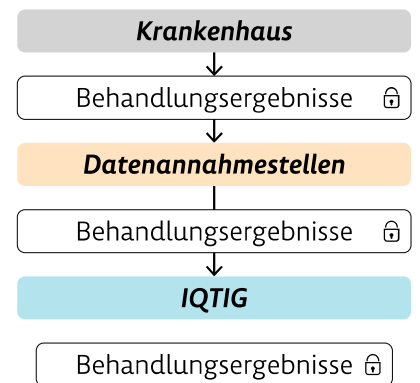 Krankenhaus
Behandlungsergebnisse
Datenannahmestellen
Behandlungsergebnisse
IQTIG
Behandlungsergebnisse